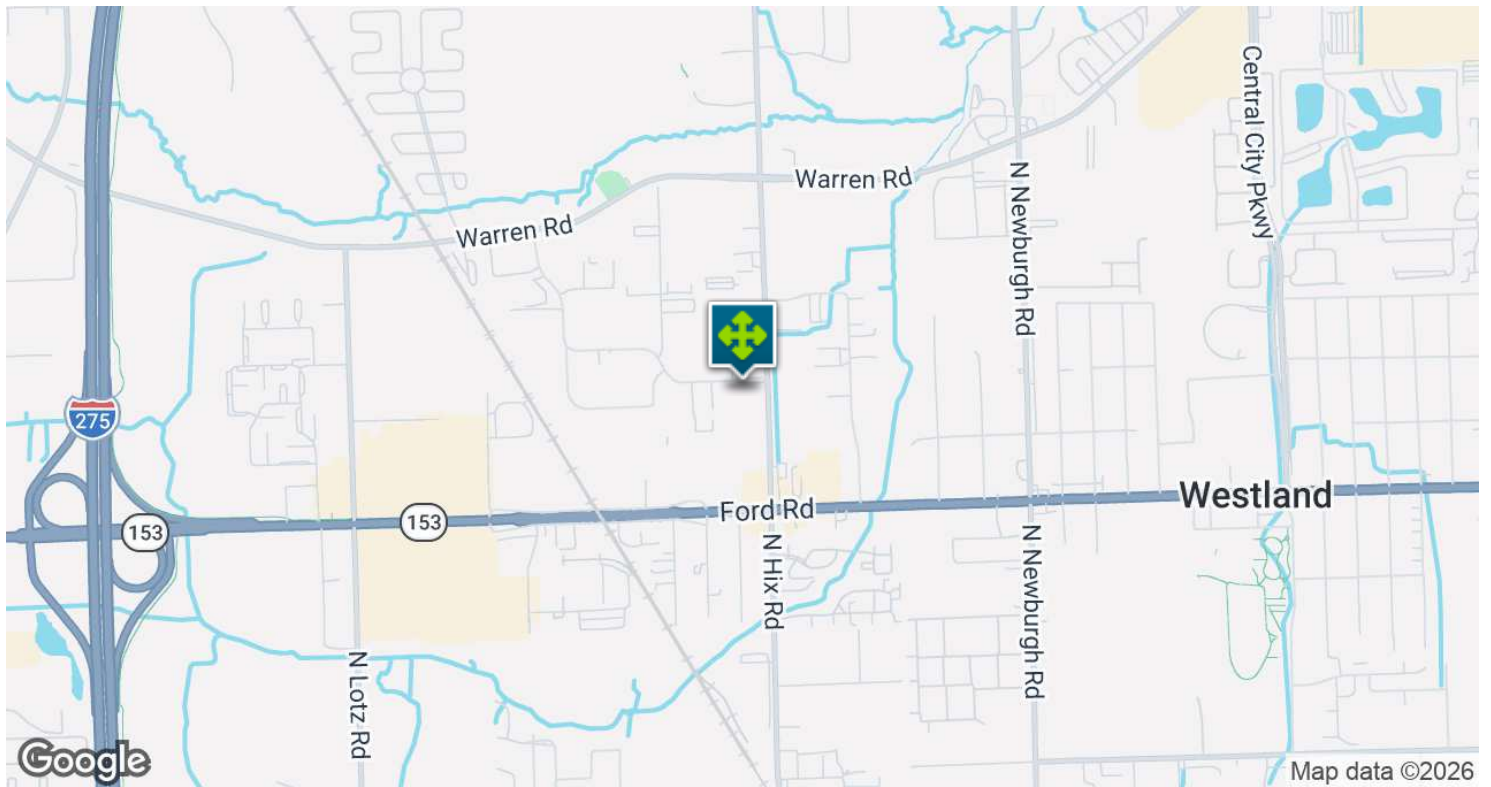 Central City Pkwy
Warren Rd
N Newburgh Rd
Warren Rd
275
Westland
Ford Rd
153
153
N Hix Rd
N Newburgh Rd
N Lotz Rd
Google
Map data ©2026